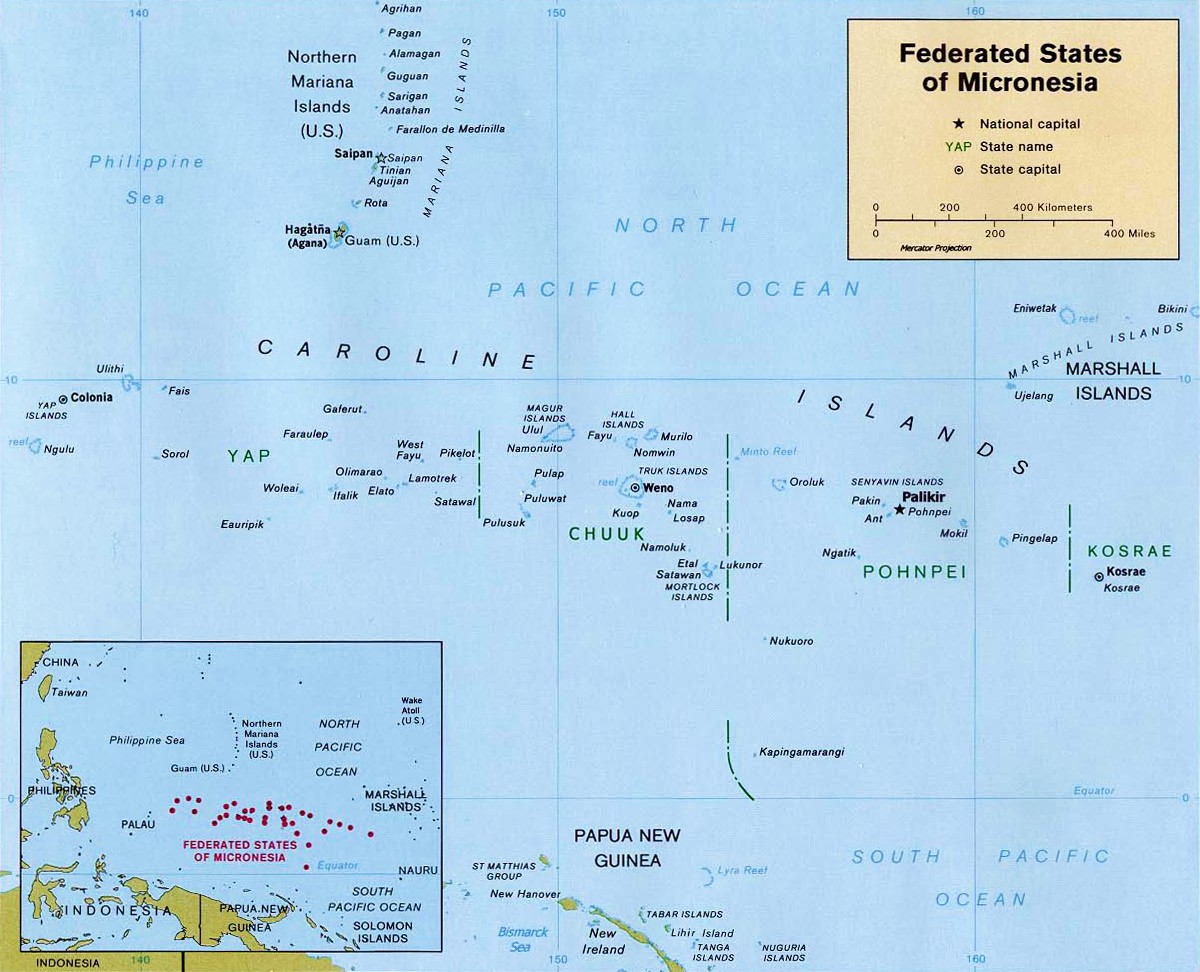 140
150
160
Agrihan
Pagan
Alamagan
Guguan
Sarigan
Anatahan
Farallon de Medinilla
Northern
Mariana
Islands
(U.S.)
MARIANA ISLANDS
Saipan
Saipan
Tinian
Aguijan
Rota
Hagåtña
(Agana)
Guam (U.S.)
Philippine
Sea
NORTH
PACIFIC OCEAN
Federated States
of Micronesia
National capital
YAP State name
State capital
0 200 400 Kilometers
0 200 400 Miles
Mercator Projection
Eniwetak
reef
Bikini
MARSHALL ISLANDS
MARSHALL
ISLANDS
Ujelang
10
10
CAROLINE
ISLANDS
Ulithi
Fais
YAP
ISLANDS
Colonia
reef
Ngulu
Sorol
YAP
Gaferut
Faraulep
West
Fayu
Pikelot
Olimarao
Lamotrek
Woleai
Ifalik
Elato
Satawal
Eauripik
MAGUR
ISLANDS
Ulul
Namonuito
Pulap
Puluwat
Pulusuk
HALL
ISLANDS
Fayu
Murilo
Nomwin
TRUK ISLANDS
reef
Weno
Nama
Kuop
Losap
CHUUK
Namoluk
Etal
Lukunor
Satawan
MORTLOCK
ISLANDS
Minto Reef
Oroluk
SENYAVIN ISLANDS
Pakin
Palikir
Pohnpei
Ant
Mokil
Ngatik
POHNPEI
Pingelap
KOSRAE
Kosrae
Kosrae
Nukuoro
Kapingamarangi
0
0
Equator
PAPUA NEW
GUINEA
SOUTH PACIFIC
OCEAN
ST MATTHIAS
GROUP
New Hanover
Lyra Reef
TABAR ISLANDS
Bismarck
Sea
New
Ireland
Lihir Island
TANGA
ISLANDS
NUGURIA
ISLANDS
CHINA
Taiwan
Wake
Atoll
(U.S.)
Philippine Sea
Northern
Mariana
Islands
(U.S.)
NORTH
PACIFIC
OCEAN
Guam (U.S.)
PHILIPPINES
MARSHALL
ISLANDS
PALAU
FEDERATED STATES
OF MICRONESIA
Equator
NAURU
INDONESIA
PAPUA NEW
GUINEA
SOUTH
PACIFIC OCEAN
SOLOMON
ISLANDS
INDONESIA
140
150
160